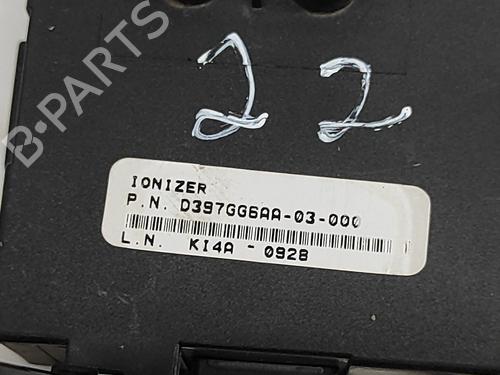 22
B-PARTS
IONIZER
P.N. D397GG6AA-03-000
L.N. KI4A - 0928